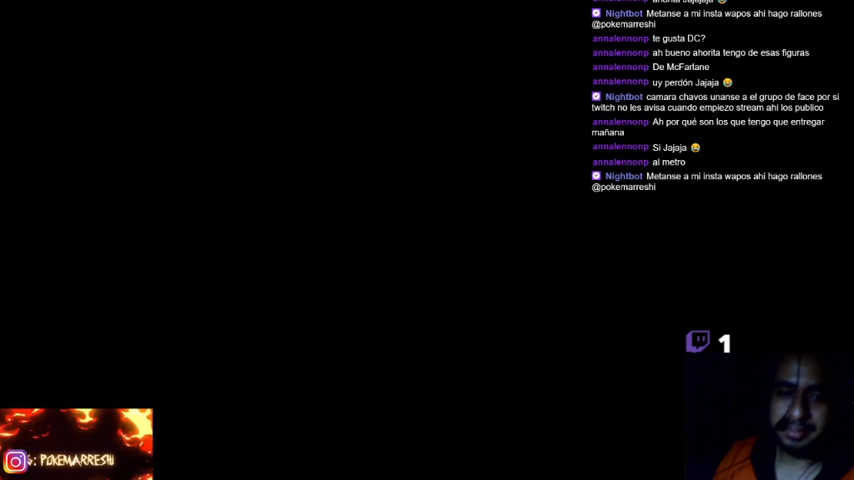 Nightbot Metanse a mi insta wapos ahi hago rallones
@pokemarreshi
annalennonp te gusta DC?
annalennonp ah bueno ahorita tengo de esas figuras
annalennonp De McFarlane
annalennonp uy perdón Jajaja 😂
Nightbot camara chavos unanse a el grupo de face por si
twitch no les avisa cuando empiezo stream ahi los publico
annalennonp Ah por qué son los que tengo que entregar
mañana
annalennonp Si Jajaja 😂
annalennonp al metro
Nightbot Metanse a mi insta wapos ahi hago rallones
@pokemarreshi
1
: POKEMARRESHI